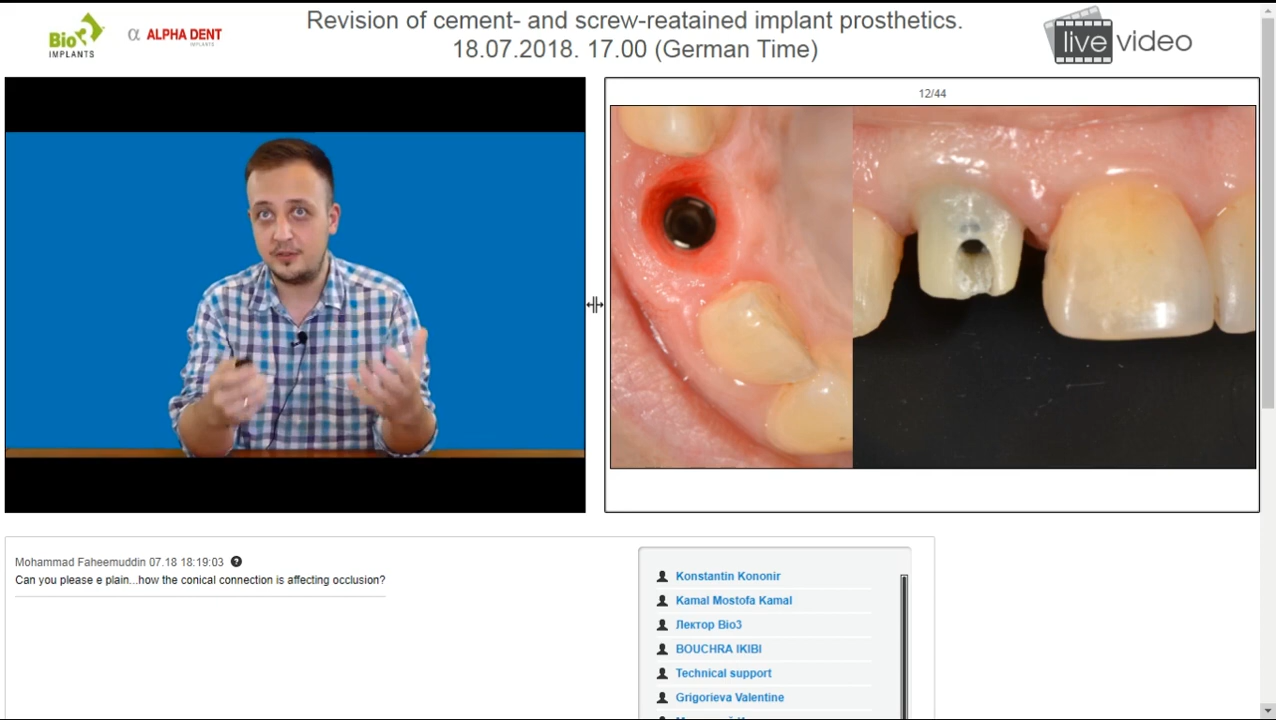 Bio3
IMPLANTS
α ALPHA DENT
IMPLANTS
Revision of cement- and screw-reatained implant prosthetics.
18.07.2018. 17.00 (German Time)
live video
12/44
Mohammad Faheemuddin 07.18 18:19:03 ?
Can you please e plain...how the conical connection is affecting occlusion?
Konstantin Kononir
Kamal Mostofa Kamal
Лектор Bio3
BOUCHRA IKIBI
Technical support
Grigorieva Valentine